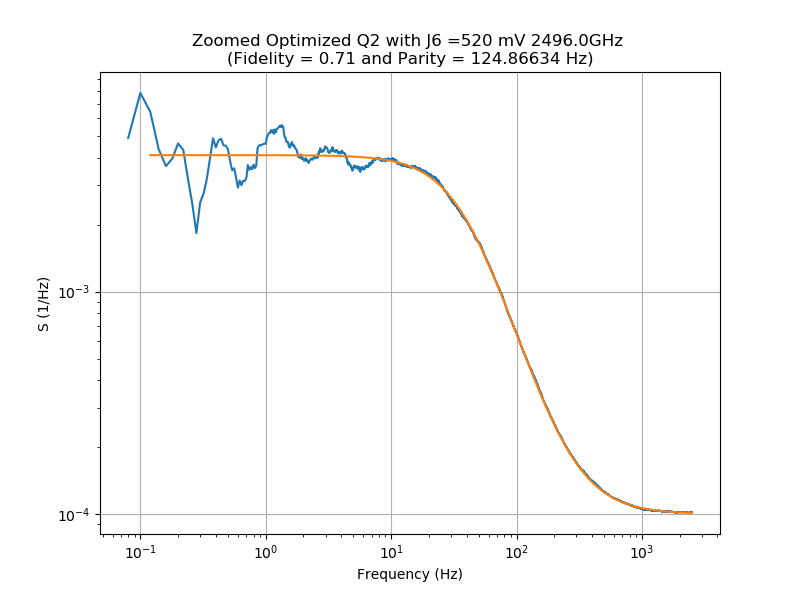 Zoomed Optimized Q2 with J6 =520 mV 2496.0GHz
(Fidelity = 0.71 and Parity = 124.86634 Hz)
S (1/Hz)
10⁻³
10⁻⁴
10⁻¹ 10⁰ 10¹ 10² 10³
Frequency (Hz)